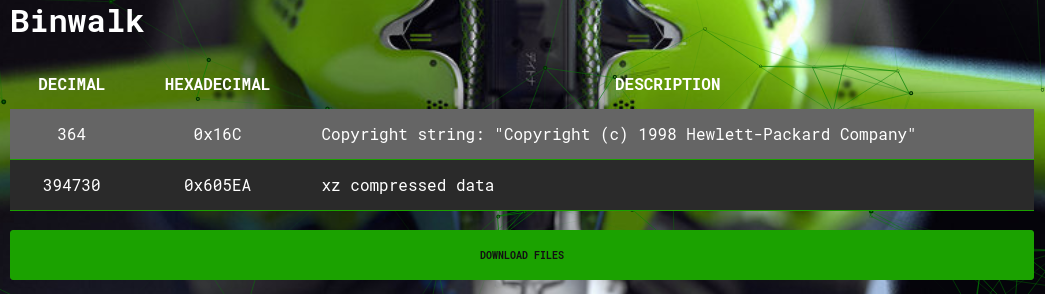 Binwalk
DECIMAL HEXADECIMAL DESCRIPTION
364 0x16C Copyright string: "Copyright (c) 1998 Hewlett-Packard Company"
394730 0x605EA xz compressed data
DOWNLOAD FILES